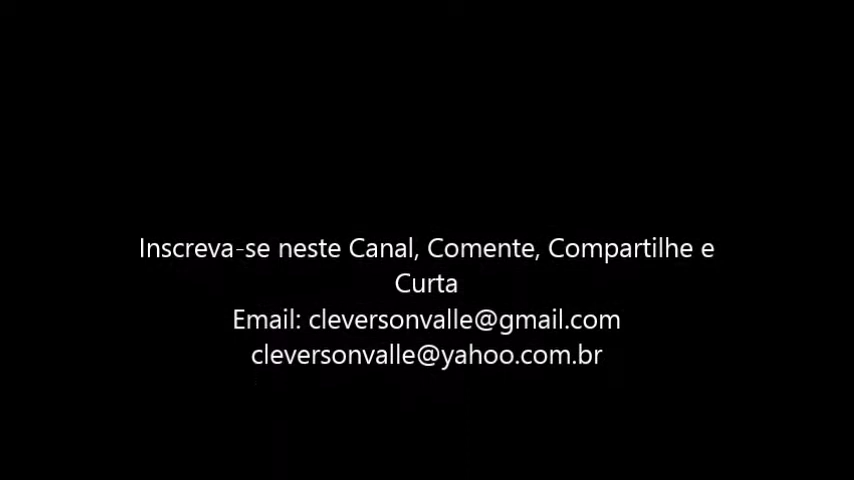 Inscreva-se neste Canal, Comente, Compartilhe e
Curta
Email: cleversonvalle@gmail.com
cleversonvalle@yahoo.com.br